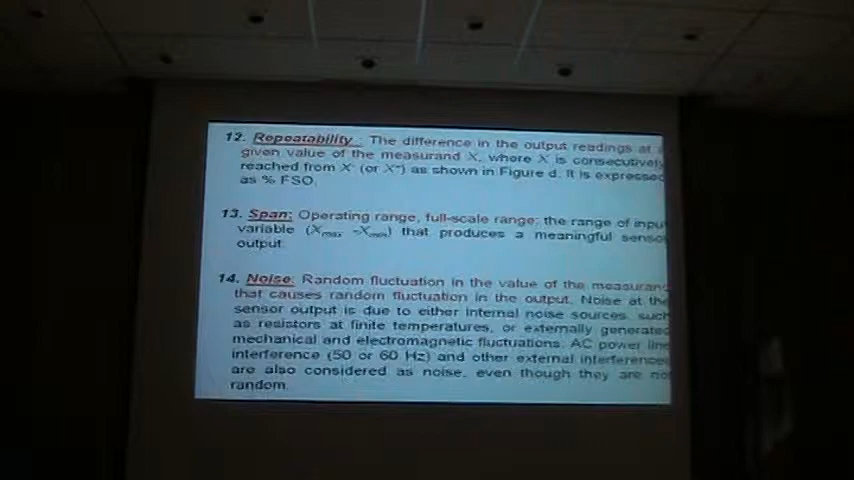 12. Repeatability : The difference in the output readings at
given value of the measurand X, where X is consecutively
reached from X (or X⁻) as shown in Figure d. It is expressed
as % FSO.
13. Span: Operating range, full-scale range: the range of input
variable (Xmax -Xmin) that produces a meaningful sensor
output.
14. Noise: Random fluctuation in the value of the measurand
that causes random fluctuation in the output. Noise at the
sensor output is due to either internal noise sources, such
as resistors at finite temperatures, or externally generated
mechanical and electromagnetic fluctuations. AC power line
interference (50 or 60 Hz) and other external interferences
are also considered as noise, even though they are not
random.